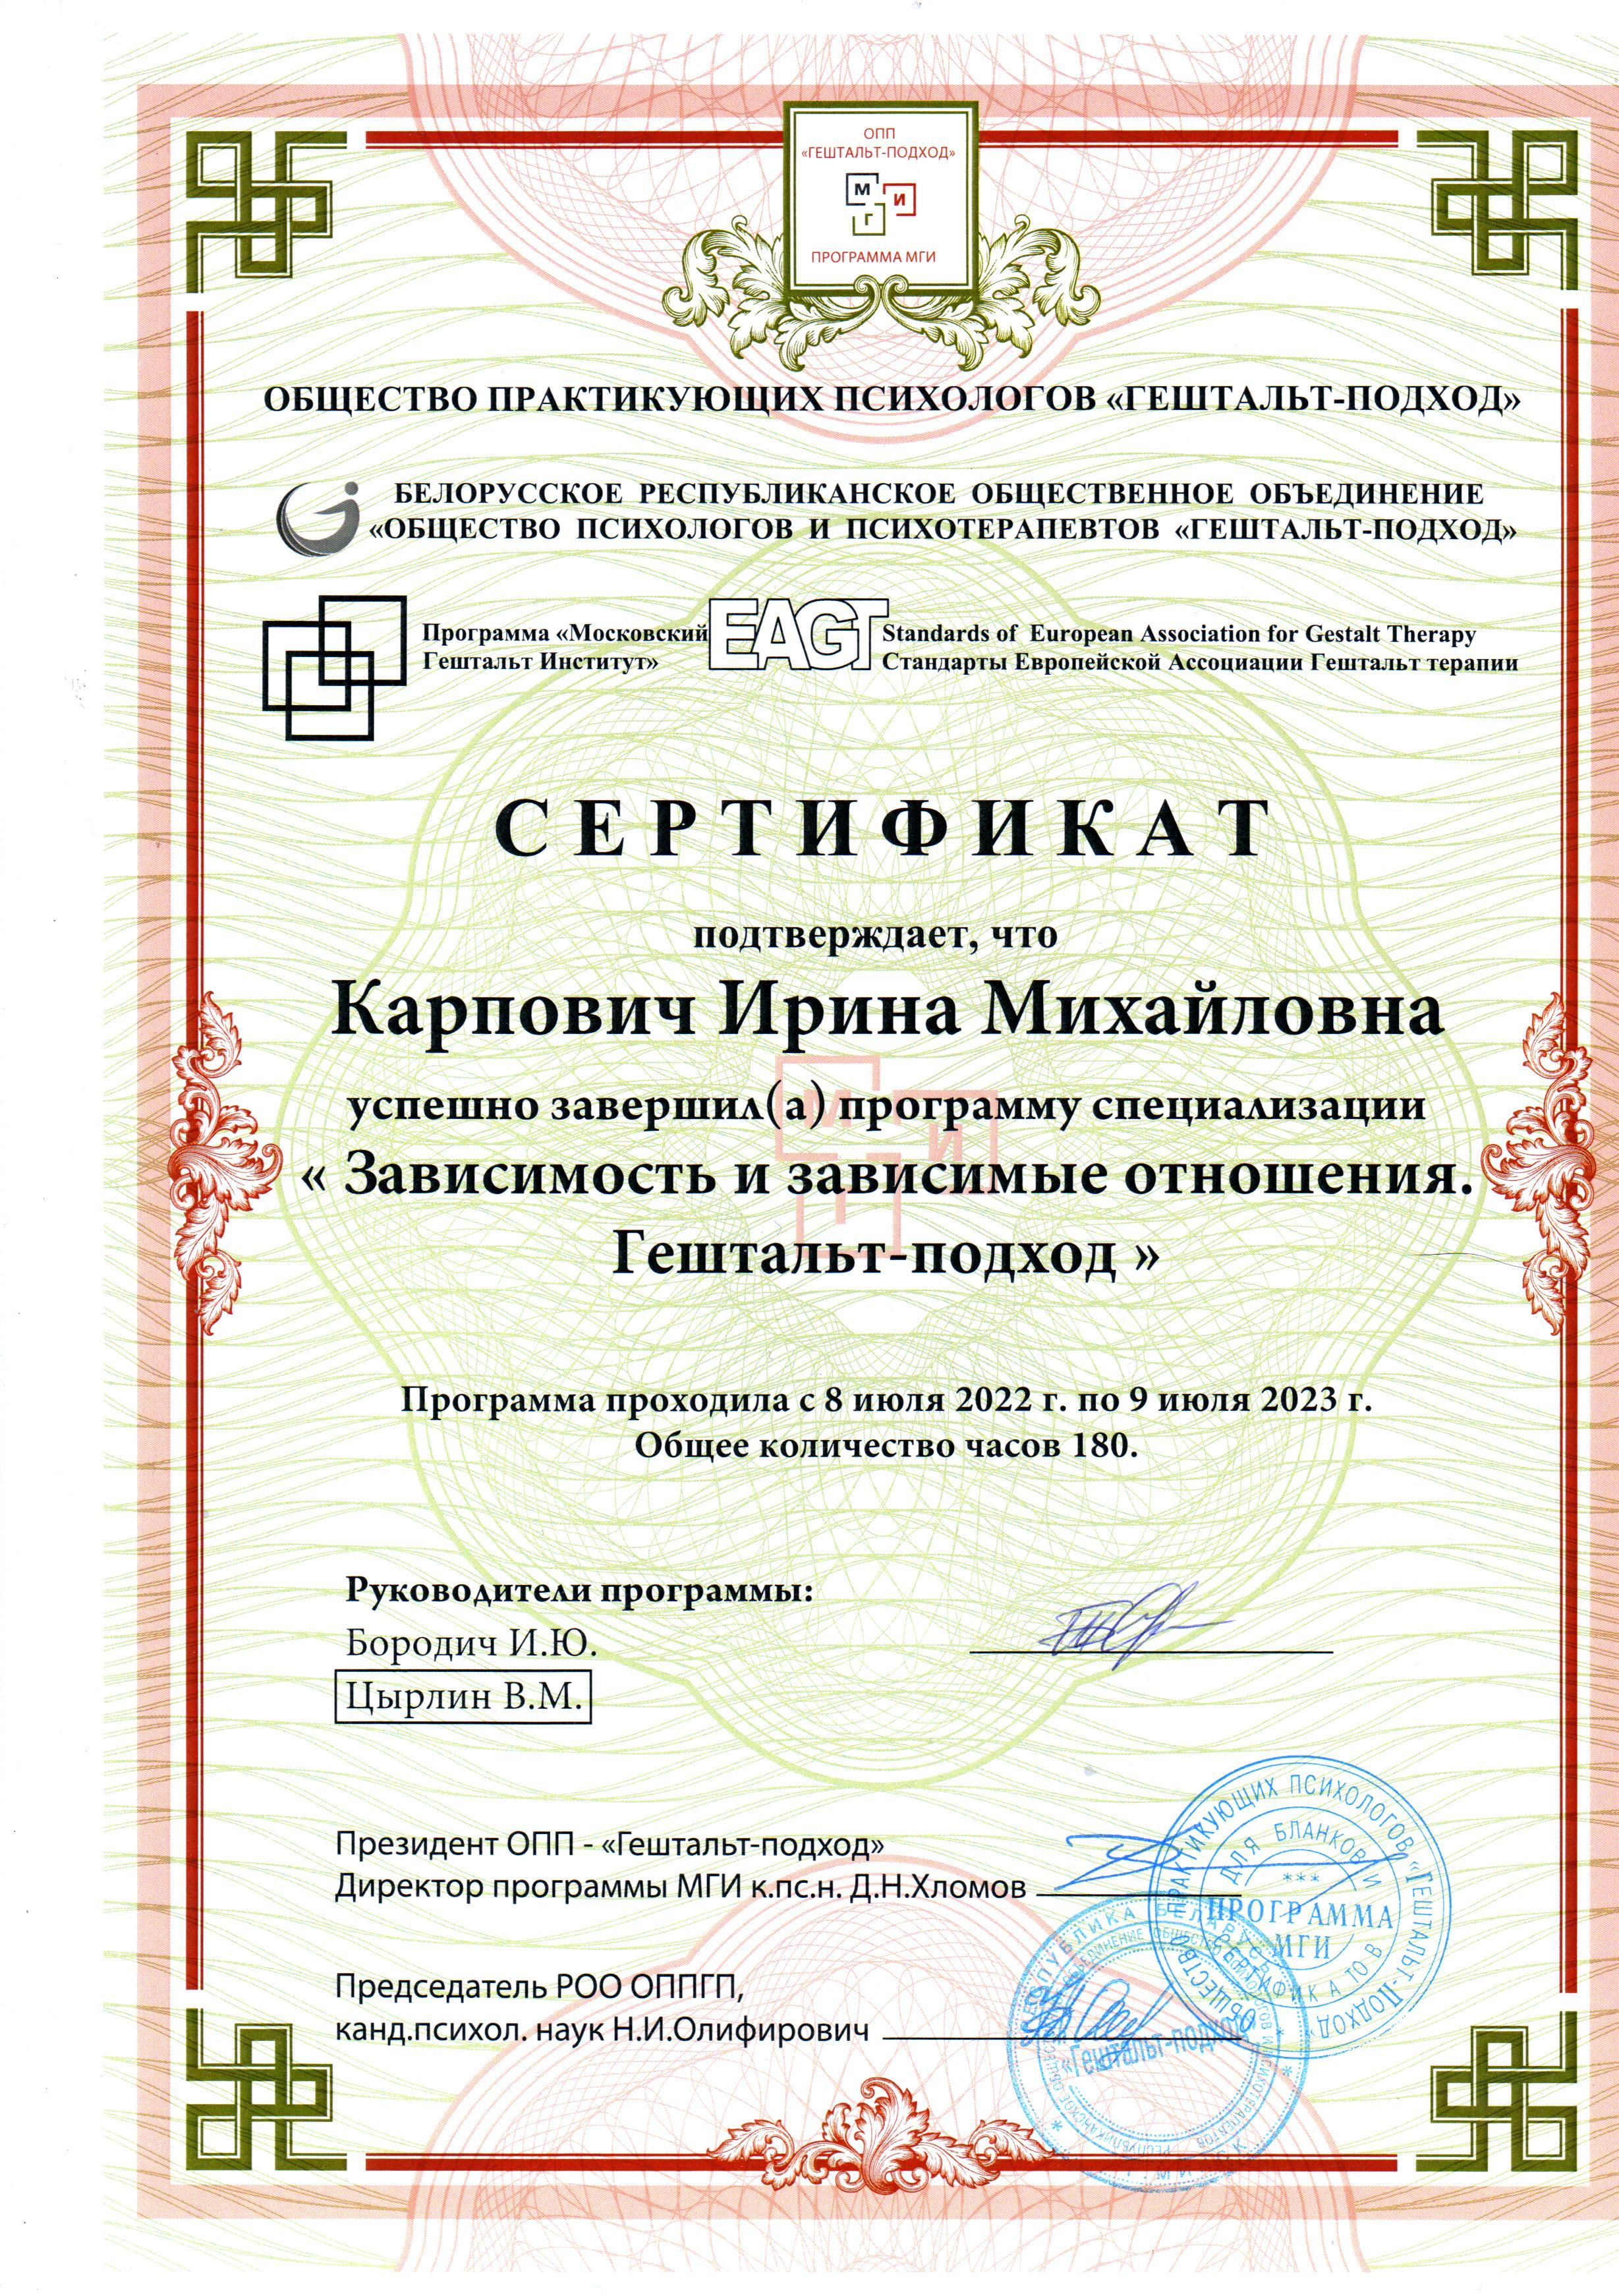 ОПП
«ГЕШТАЛЬТ-ПОДХОД»
М
И
Г
ПРОГРАММА МГИ
ОБЩЕСТВО ПРАКТИКУЮЩИХ ПСИХОЛОГОВ «ГЕШТАЛЬТ-ПОДХОД»
БЕЛОРУССКОЕ РЕСПУБЛИКАНСКОЕ ОБЩЕСТВЕННОЕ ОБЪЕДИНЕНИЕ
«ОБЩЕСТВО ПСИХОЛОГОВ И ПСИХОТЕРАПЕВТОВ «ГЕШТАЛЬТ-ПОДХОД»
Программа «Московский
Гештальт Институт»
EAGT
Standards of European Association for Gestalt Therapy
Стандарты Европейской Ассоциации Гештальт терапии
СЕРТИФИКАТ
подтверждает, что
Карпович Ирина Михайловна
успешно завершил(а) программу специализации
« Зависимость и зависимые отношения.
Гештальт-подход »
Программа проходила с 8 июля 2022 г. по 9 июля 2023 г.
Общее количество часов 180.
Руководители программы:
Бородич И.Ю.
Цырлин В.М.
Президент ОПП - «Гештальт-подход»
Директор программы МГИ к.пс.н. Д.Н.Хломов
Председатель РОО ОППГП,
канд.психол. наук Н.И.Олифирович
ОБЩЕСТВО ПРАКТИКУЮЩИХ ПСИХОЛОГОВ «ГЕШТАЛЬТ-ПОДХОД»
ДЛЯ БЛАНКОВ И СЕРТИФИКАТОВ
***
ПРОГРАММА
МГИ
РЕСПУБЛИКА БЕЛАРУСЬ
«Гештальт-подход»